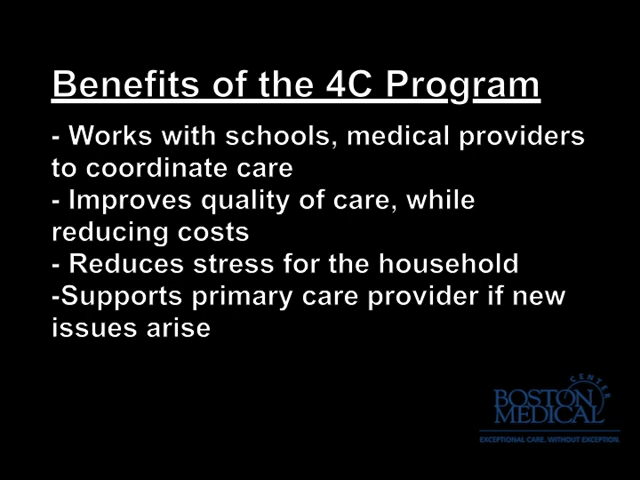 Benefits of the 4C Program
- Works with schools, medical providers
to coordinate care
- Improves quality of care, while
reducing costs
- Reduces stress for the household
-Supports primary care provider if new
issues arise
CENTER
BOSTON
MEDICAL
EXCEPTIONAL CARE. WITHOUT EXCEPTION.